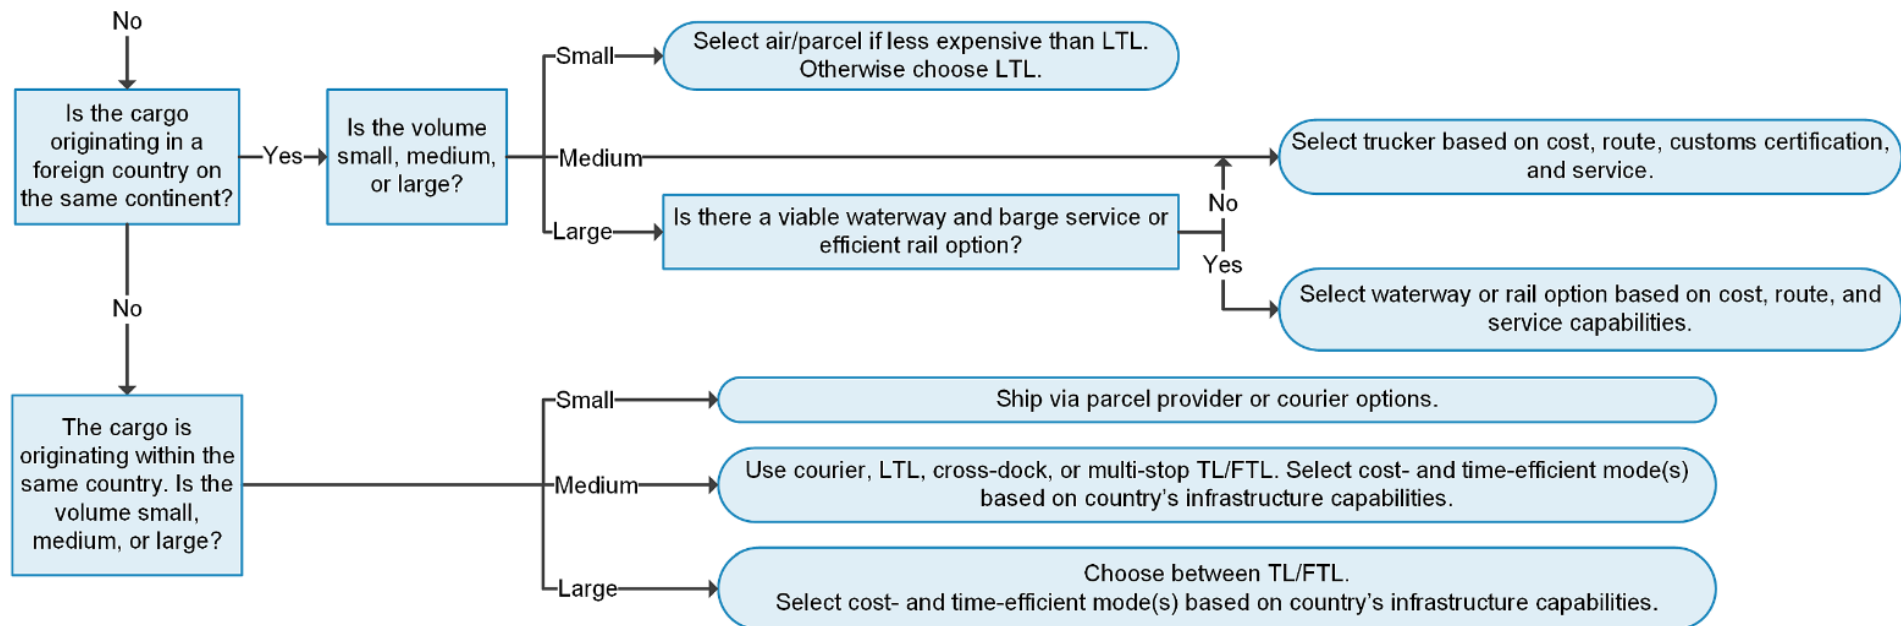 No
Is the cargo
originating in a
foreign country on
the same continent?
Yes
Is the volume
small, medium,
or large?
Small
Select air/parcel if less expensive than LTL.
Otherwise choose LTL.
Medium
Select trucker based on cost, route, customs certification,
and service.
Large
Is there a viable waterway and barge service or
efficient rail option?
No
Yes
Select waterway or rail option based on cost, route, and
service capabilities.
No
The cargo is
originating within the
same country. Is the
volume small,
medium, or large?
Small
Ship via parcel provider or courier options.
Medium
Use courier, LTL, cross-dock, or multi-stop TL/FTL. Select cost- and time-efficient mode(s)
based on country's infrastructure capabilities.
Large
Choose between TL/FTL.
Select cost- and time-efficient mode(s) based on country's infrastructure capabilities.